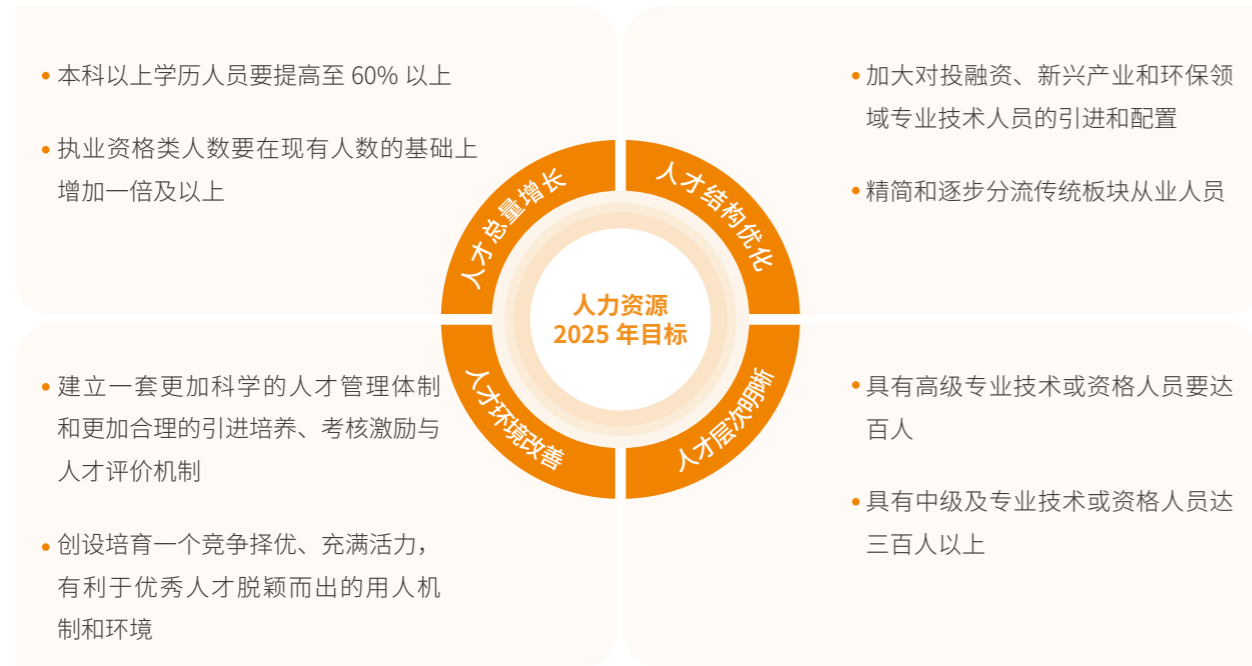 本科以上学历人员要提高至 60% 以上
执业资格类人数要在现有人数的基础上
增加一倍及以上
人才总量增长
加大对投融资、新兴产业和环保领
域专业技术人员的引进和配置
精简和逐步分流传统板块从业人员
人才结构优化
人力资源
2025 年目标
建立一套更加科学的人才管理体制
和更加合理的引进培养、考核激励与
人才评价机制
创设培育一个竞争择优、充满活力，
有利于优秀人才脱颖而出的用人机
制和环境
人才环境改善
具有高级专业技术或资格人员要达
百人
具有中级及专业技术或资格人员达
三百人以上
人才层次明晰